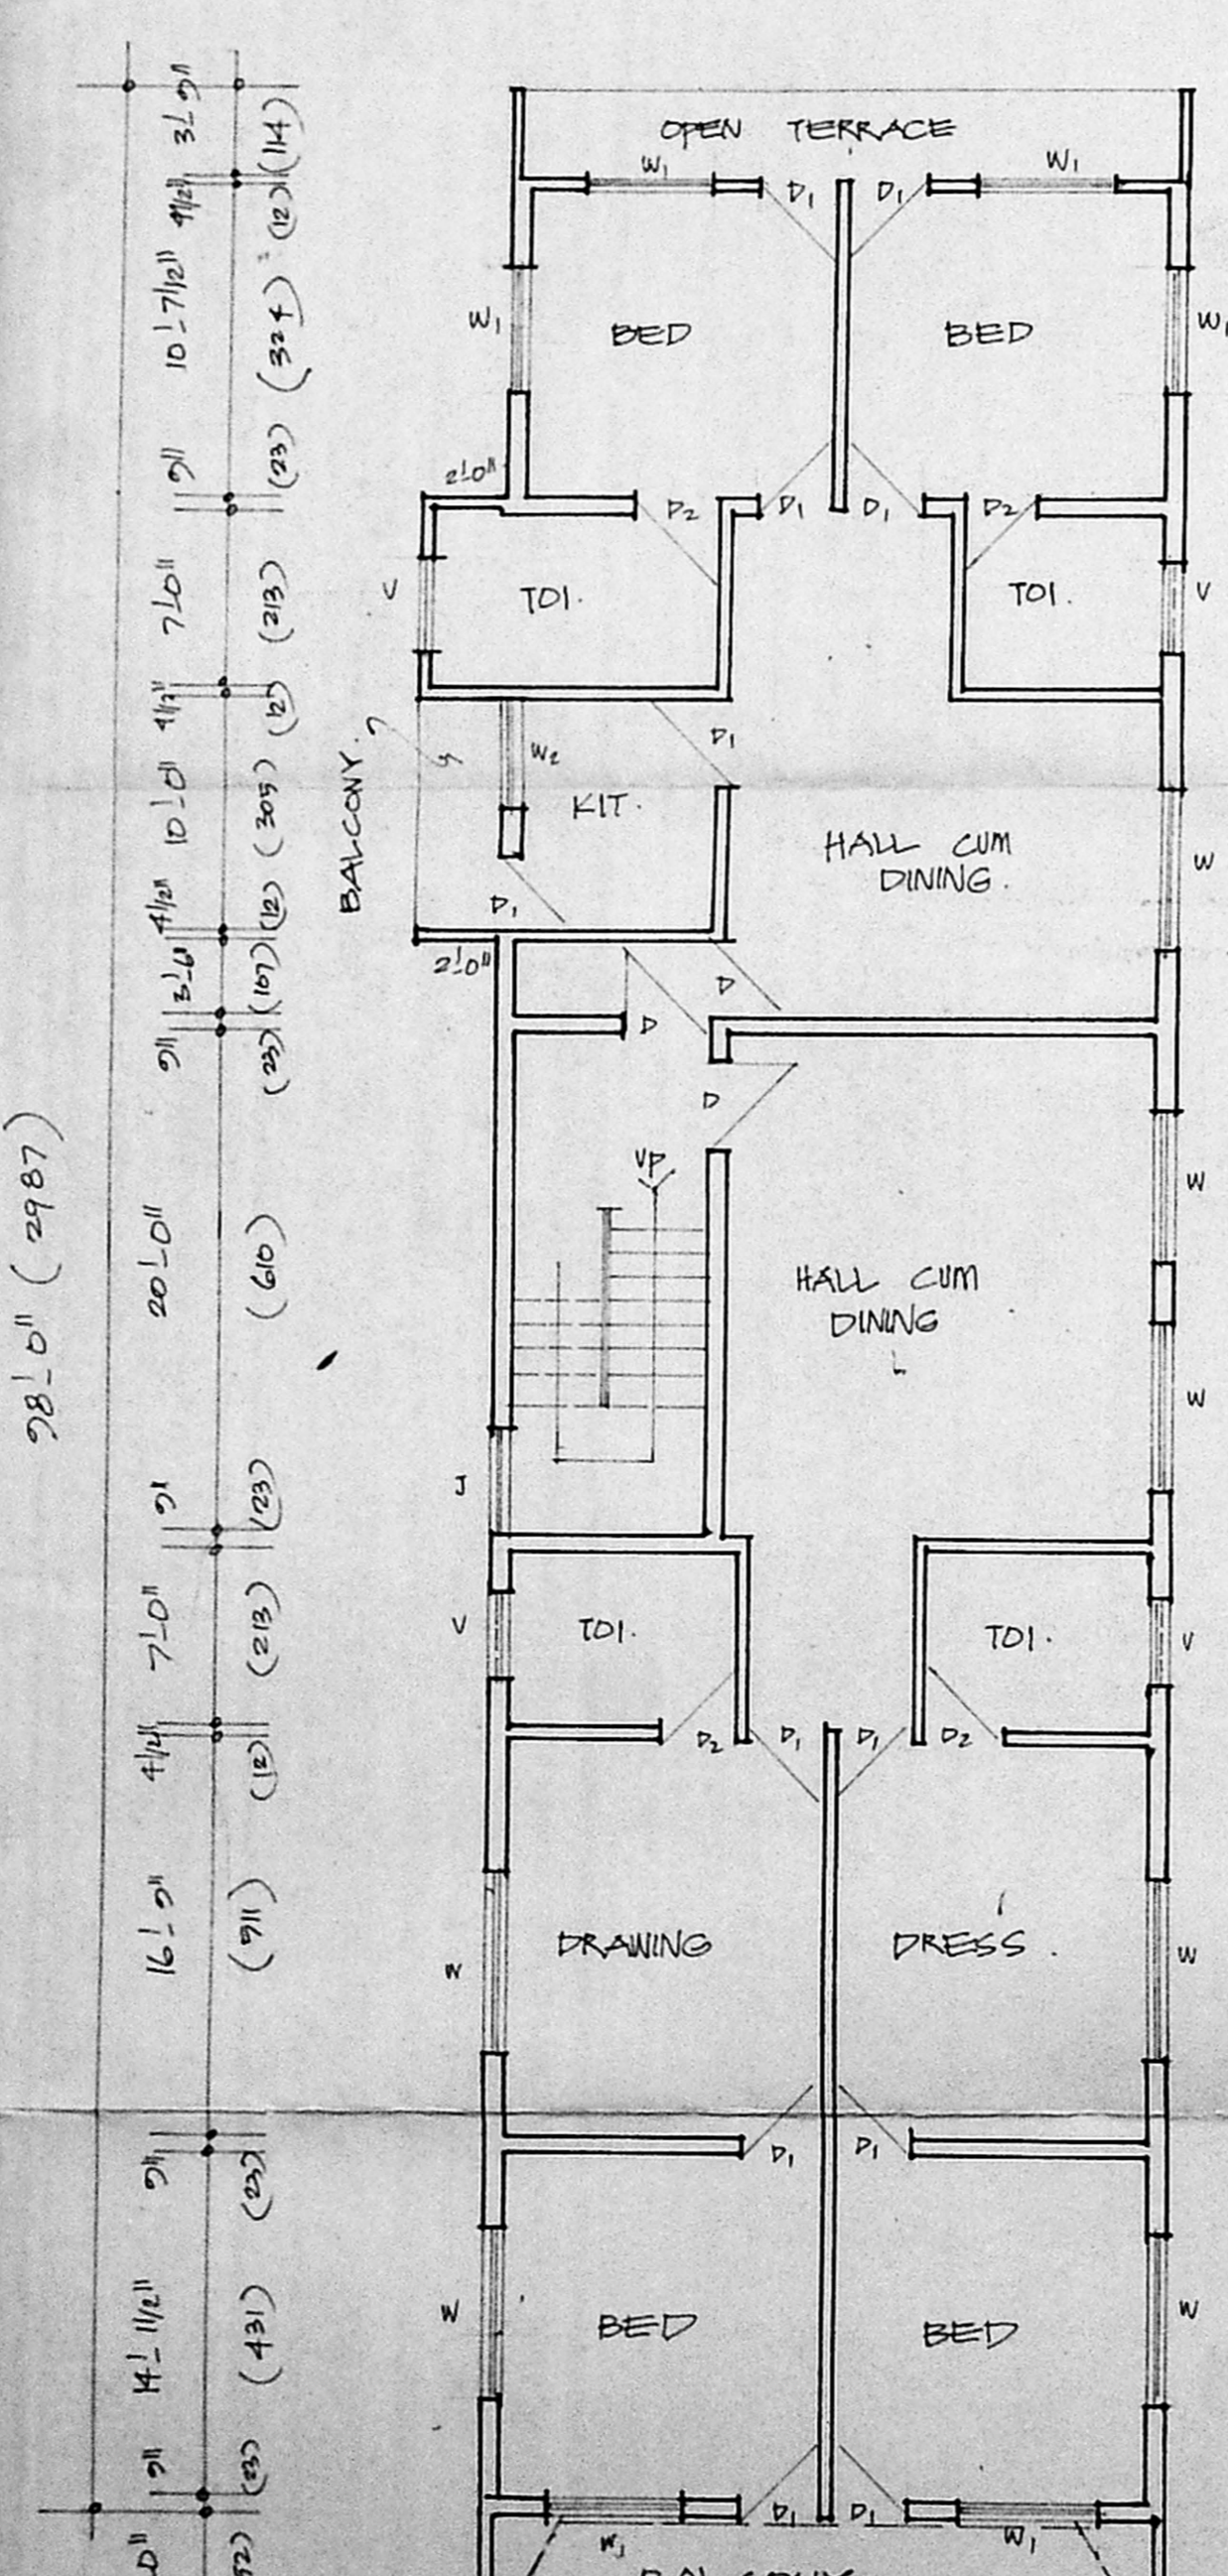 3'-9" (114)
OPEN TERRACE
W1 W1
4 1/2" (12)
D1 D1
10'-7 1/2" (324)
W1 BED BED W1
9" (23)
2'-0"
D2 D1 D1 D2
7'-0" (213)
V TOI. TOI. V
4 1/2" (12)
D1
W2
10'-0" (305)
BALCONY.
KIT.
HALL CUM
DINING.
W
D1
4 1/2" (12)
2'-0"
3'-6" (107)
D
D
9" (23)
D
98'-0" (2987)
UP
W
20'-0" (610)
HALL CUM
DINING
W
J
9" (23)
7'-0" (213)
V TOI. TOI. V
4 1/2" (12)
D2 D1 D1 D2
16'-9" (511)
W DRAWING DRESS. W
D1 D1
9" (23)
14'-1 1/2" (431)
W BED BED W
9" (23)
D1 D1
W1 W1